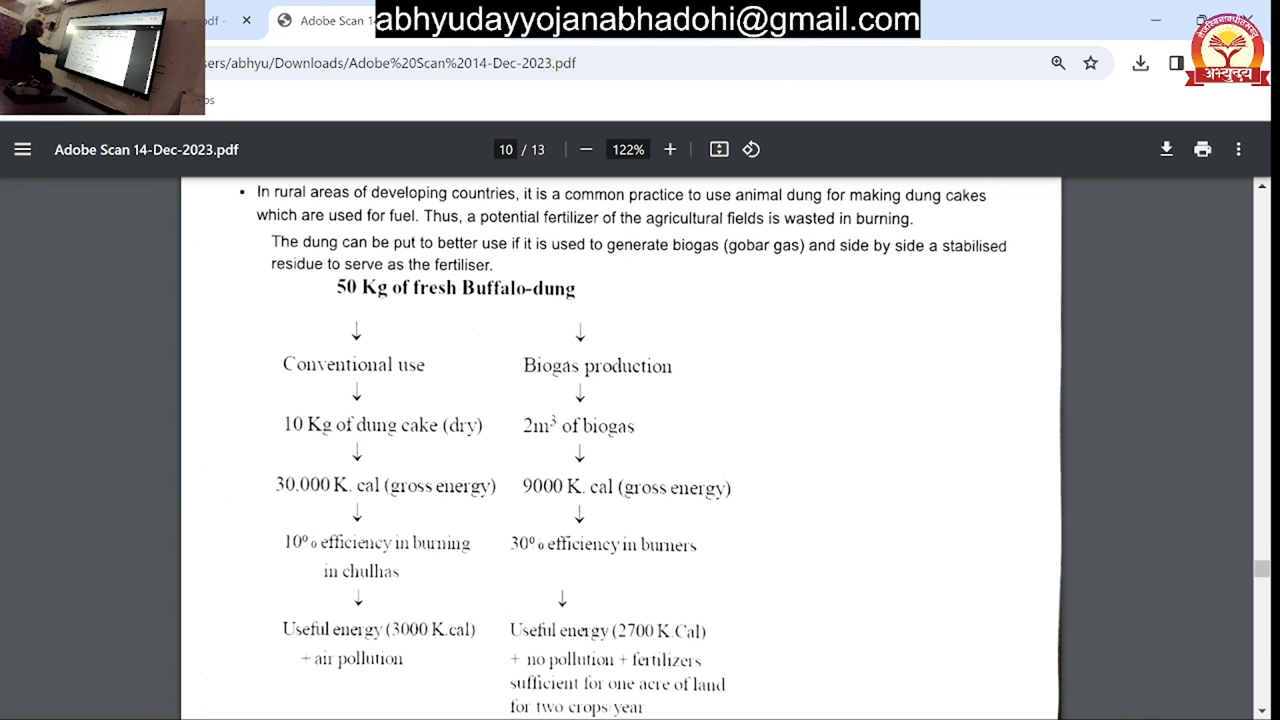 abhyudayyojanabhadohi@gmail.com
Adobe Scan 14
sers/abhyu/Downloads/Adobe%20Scan%2014-Dec-2023.pdf
अभ्युदय
Adobe Scan 14-Dec-2023.pdf
10 / 13
122%
• In rural areas of developing countries, it is a common practice to use animal dung for making dung cakes
which are used for fuel. Thus, a potential fertilizer of the agricultural fields is wasted in burning.
The dung can be put to better use if it is used to generate biogas (gobar gas) and side by side a stabilised
residue to serve as the fertiliser.
50 Kg of fresh Buffalo-dung
↓ ↓
Conventional use Biogas production
↓ ↓
10 Kg of dung cake (dry) 2m³ of biogas
↓ ↓
30.000 K. cal (gross energy) 9000 K. cal (gross energy)
↓ ↓
10% efficiency in burning 30% efficiency in burners
in chulhas
↓ ↓
Useful energy (3000 K.cal) Useful energy (2700 K.Cal)
+ air pollution + no pollution + fertilizers
sufficient for one acre of land
for two crops/year